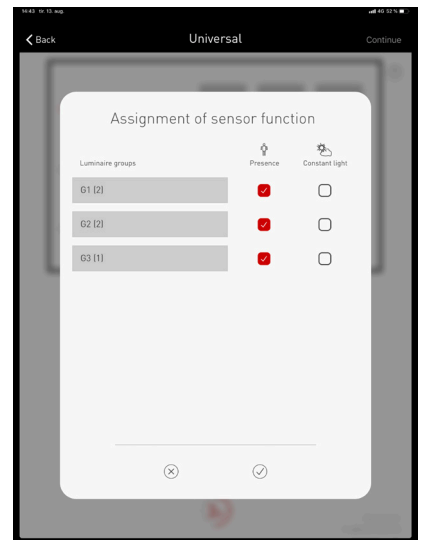 14:43 tir. 13. aug.
4G 52 %
Back
Universal
Continue
Assignment of sensor function
Luminaire groups
Presence
Constant light
G1 (2)
G2 (2)
G3 (1)